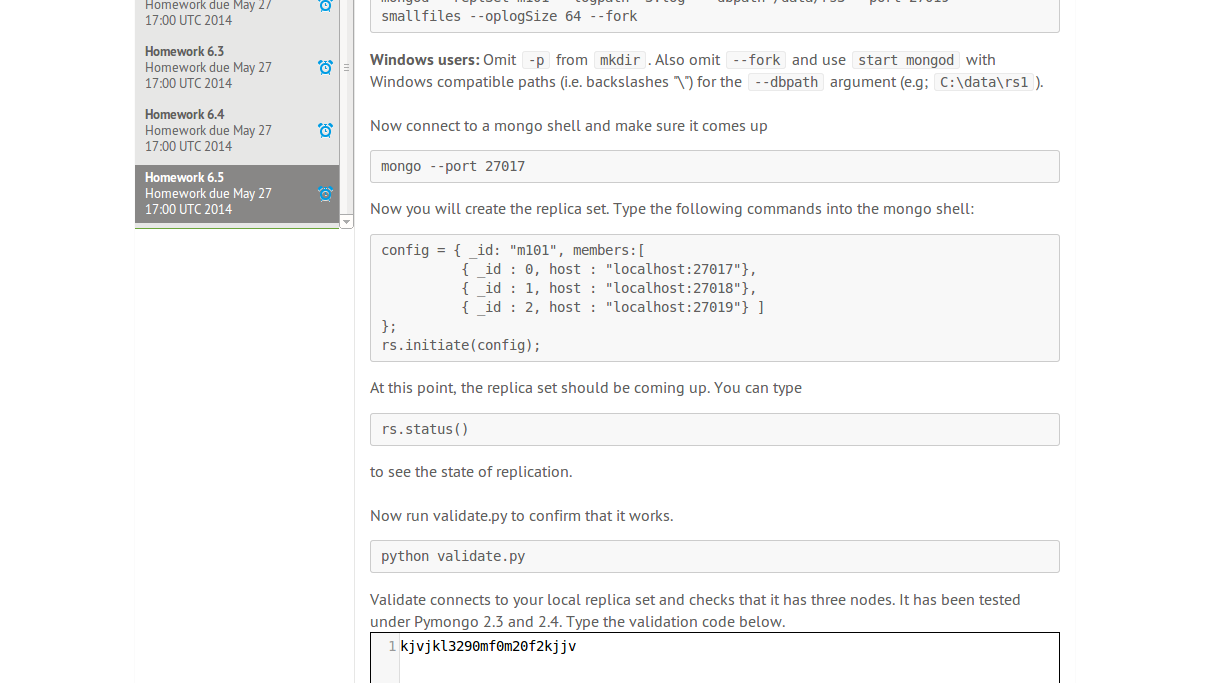 Homework due May 27
17:00 UTC 2014
Homework 6.3
Homework due May 27
17:00 UTC 2014
Homework 6.4
Homework due May 27
17:00 UTC 2014
Homework 6.5
Homework due May 27
17:00 UTC 2014
smallfiles --oplogSize 64 --fork
Windows users: Omit -p from mkdir . Also omit --fork and use start mongod with
Windows compatible paths (i.e. backslashes "\") for the --dbpath argument (e.g; C:\data\rs1 ).
Now connect to a mongo shell and make sure it comes up
mongo --port 27017
Now you will create the replica set. Type the following commands into the mongo shell:
config = { _id: "m101", members:[
{ _id : 0, host : "localhost:27017"},
{ _id : 1, host : "localhost:27018"},
{ _id : 2, host : "localhost:27019"} ]
};
rs.initiate(config);
At this point, the replica set should be coming up. You can type
rs.status()
to see the state of replication.
Now run validate.py to confirm that it works.
python validate.py
Validate connects to your local replica set and checks that it has three nodes. It has been tested
under Pymongo 2.3 and 2.4. Type the validation code below.
1 kjvjkl3290mf0m20f2kjjv